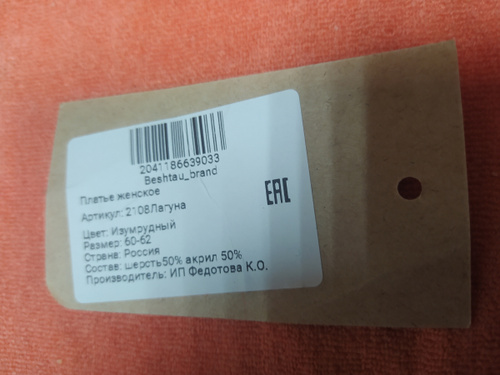 2041186639033
Beshtau_brand
Платье женское
Артикул: 2108Лагуна
Цвет: Изумрудный
Размер: 60-62
Страна: Россия
Состав: шерсть50% акрил 50%
Производитель: ИП Федотова К.О.
EAC